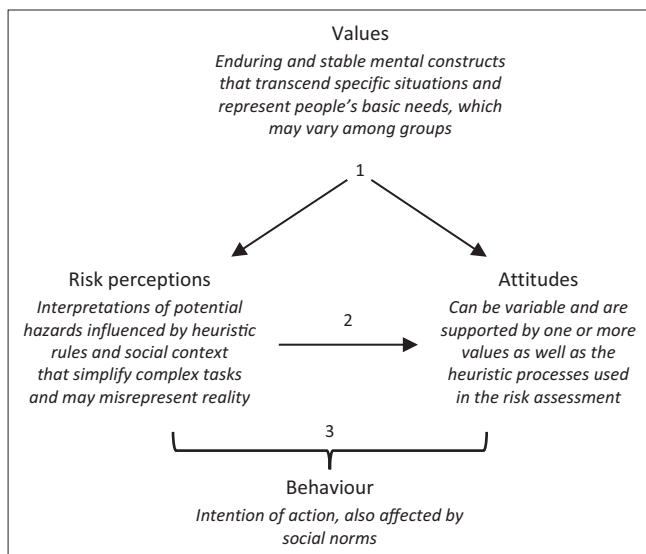 Values
Enduring and stable mental constructs
that transcend specific situations and
represent people's basic needs, which
may vary among groups
1
Risk perceptions
Interpretations of potential
hazards influenced by heuristic
rules and social context
that simplify complex tasks
and may misrepresent reality
2
Attitudes
Can be variable and are
supported by one or more
values as well as the
heuristic processes used
in the risk assessment
3
Behaviour
Intention of action, also affected by
social norms